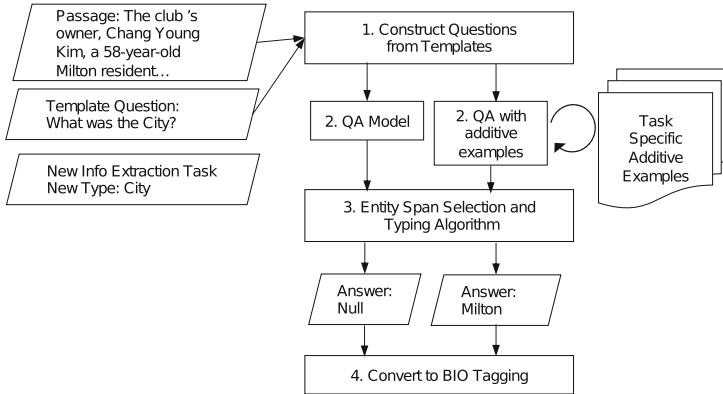 Passage: The club ’s
owner, Chang Young
Kim, a 58-year-old
Milton resident…
Template Question:
What was the City?
New Info Extraction Task
New Type: City
1. Construct Questions
from Templates
2. QA Model
2. QA with
additive
examples
Task
Specific
Additive
Examples
3. Entity Span Selection and
Typing Algorithm
Answer:
Null
Answer:
Milton
4. Convert to BIO Tagging